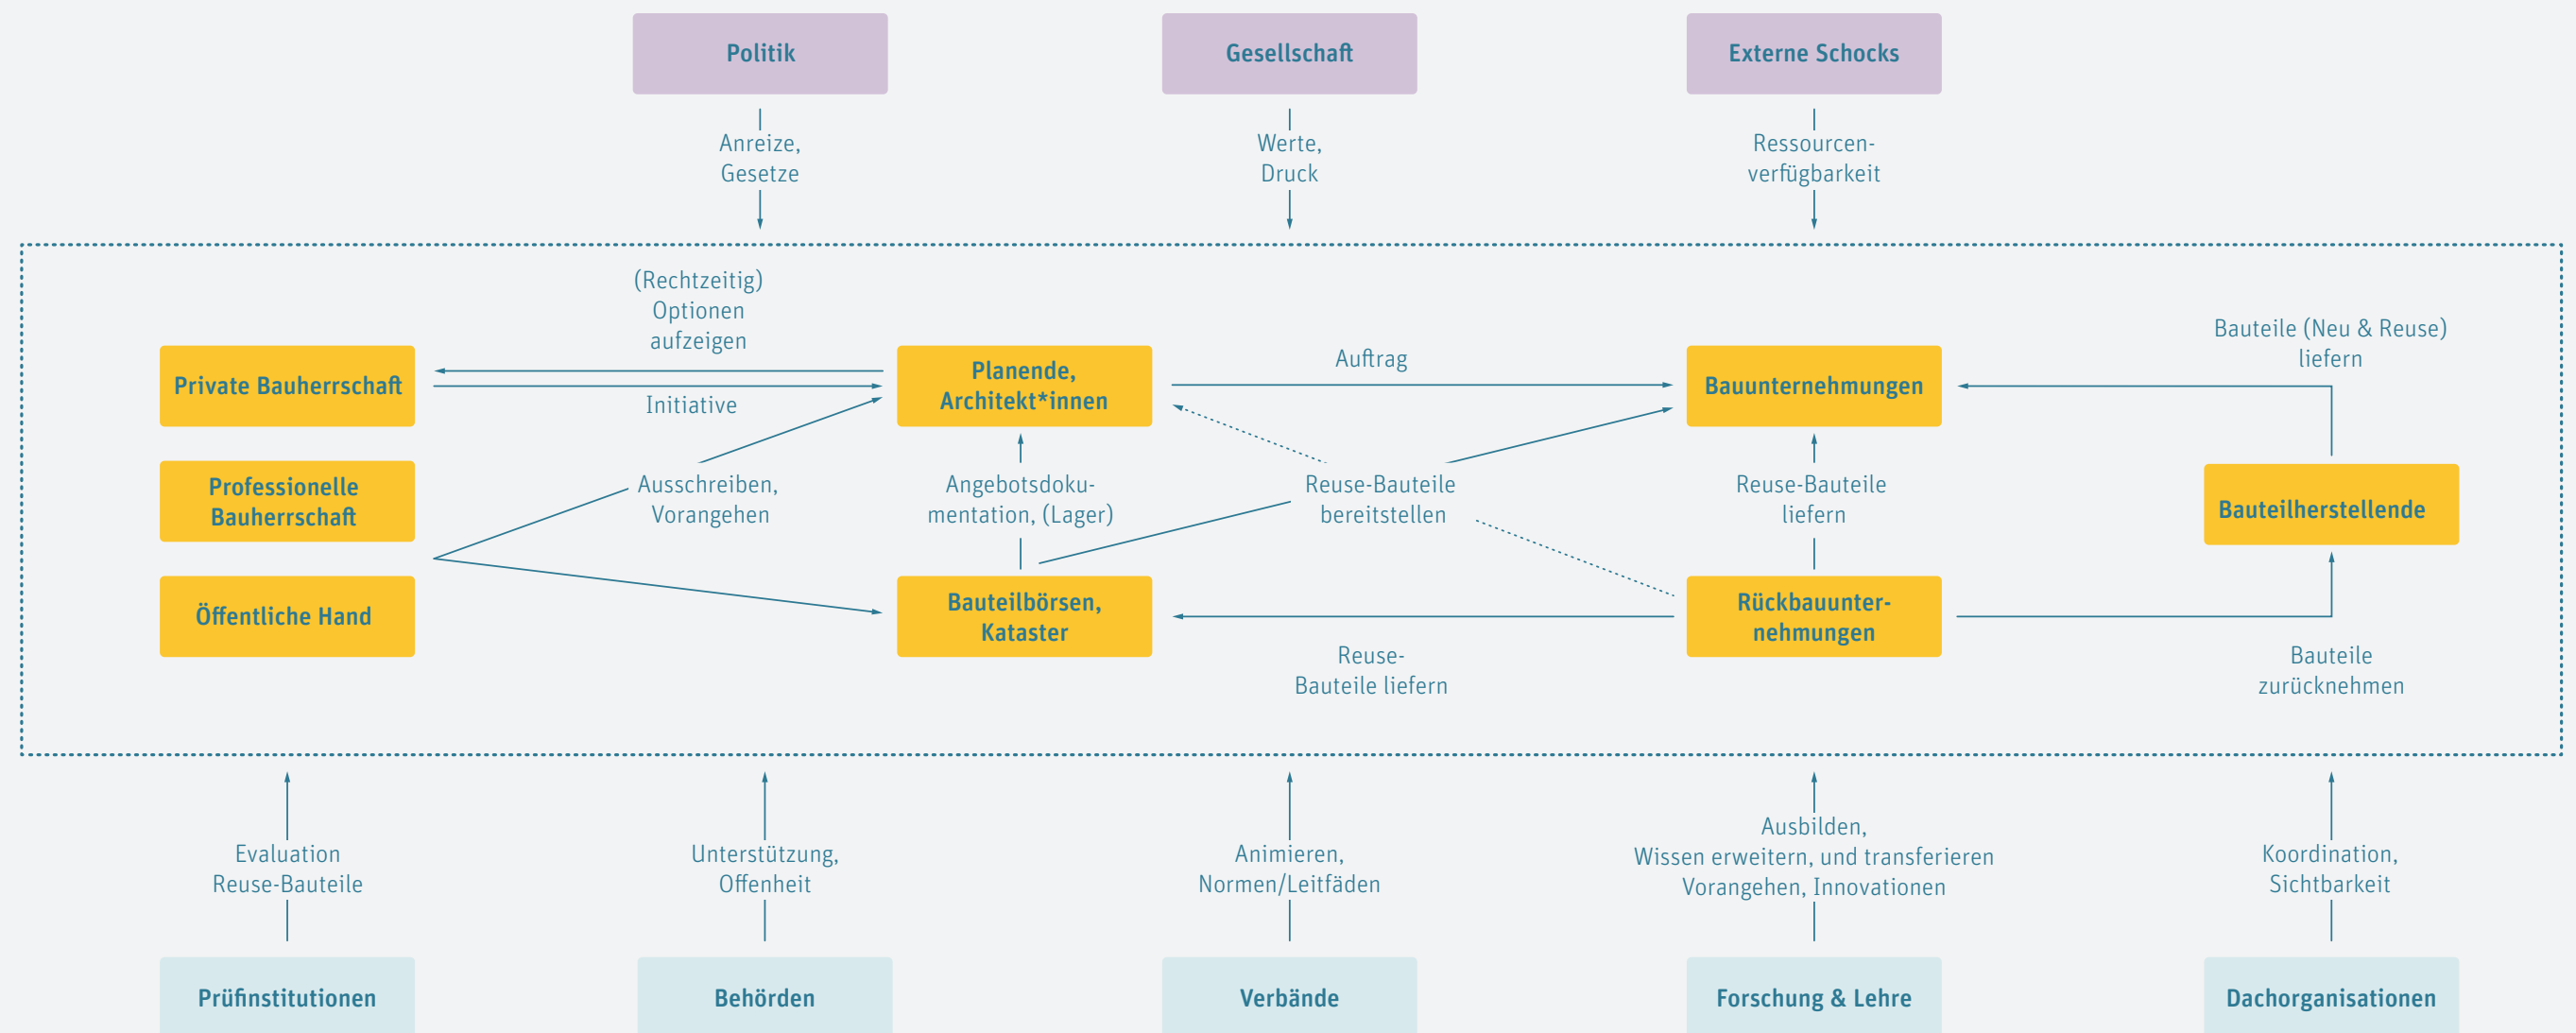 Politik
Gesellschaft
Externe Schocks
Anreize,
Gesetze
Werte,
Druck
Ressourcen-
verfügbarkeit
(Rechtzeitig)
Optionen
aufzeigen
Private Bauherrschaft
Initiative
Planende,
Architekt*innen
Auftrag
Bauunternehmungen
Bauteile (Neu & Reuse)
liefern
Professionelle
Bauherrschaft
Ausschreiben,
Vorangehen
Angebotsdoku-
mentation, (Lager)
Reuse-Bauteile
bereitstellen
Reuse-Bauteile
liefern
Bauteilherstellende
Öffentliche Hand
Bauteilbörsen,
Kataster
Reuse-
Bauteile liefern
Rückbauunter-
nehmungen
Bauteile
zurücknehmen
Evaluation
Reuse-Bauteile
Unterstützung,
Offenheit
Animieren,
Normen/Leitfäden
Ausbilden,
Wissen erweitern, und transferieren
Vorangehen, Innovationen
Koordination,
Sichtbarkeit
Prüfinstitutionen
Behörden
Verbände
Forschung & Lehre
Dachorganisationen